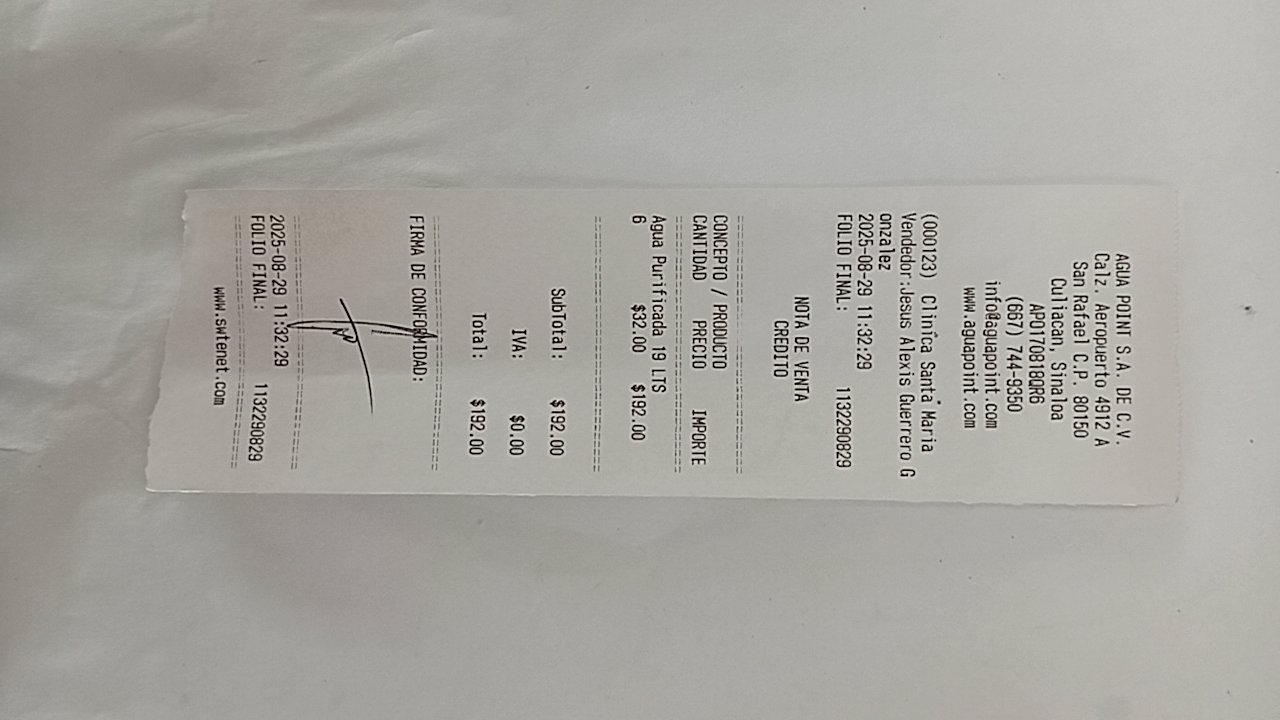 AGUA POINT S.A. DE C.V.
Calz. Aeropuerto 4912 A
San Rafael C.P. 80150
Culiacan, Sinaloa
APO170818QR6
(667) 744-9350
info@aguapoint.com
www.aguapoint.com
(000123) Clinica Santa Maria
Vendedor:Jesus Alexis Guerrero G
onzalez
2025-08-29 11:32:29
FOLIO FINAL: 1132290829
NOTA DE VENTA
CREDITO
CONCEPTO / PRODUCTO
CANTIDAD PRECIO IMPORTE
Agua Purificada 19 LTS
6 $32.00 $192.00
SubTotal: $192.00
IVA: $0.00
Total: $192.00
FIRMA DE CONFORMIDAD:
2025-08-29 11:32:29
FOLIO FINAL: 1132290829
www.swtenet.com